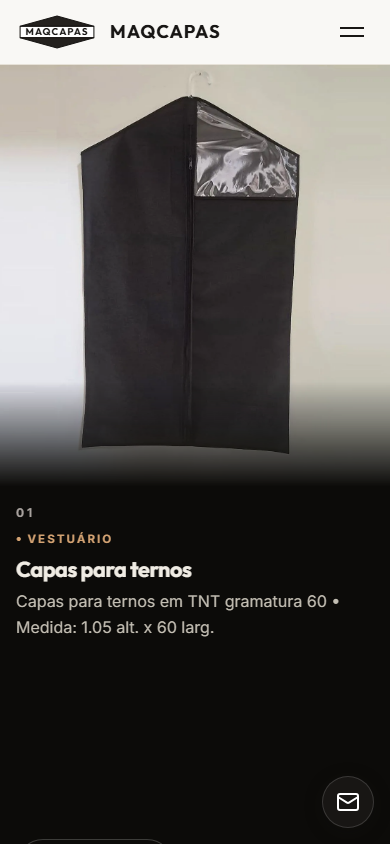 MAQCAPAS MAQCAPAS
01
• VESTUÁRIO
Capas para ternos
Capas para ternos em TNT gramatura 60 •
Medida: 1.05 alt. x 60 larg.